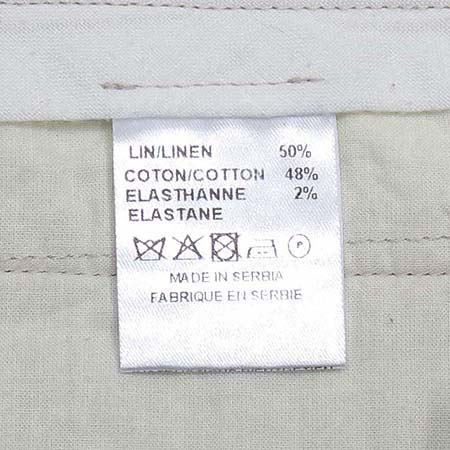 LIN/LINEN 50%
COTON/COTTON 48%
ELASTHANNE 2%
ELASTANE
P
MADE IN SERBIA
FABRIQUE EN SERBIE